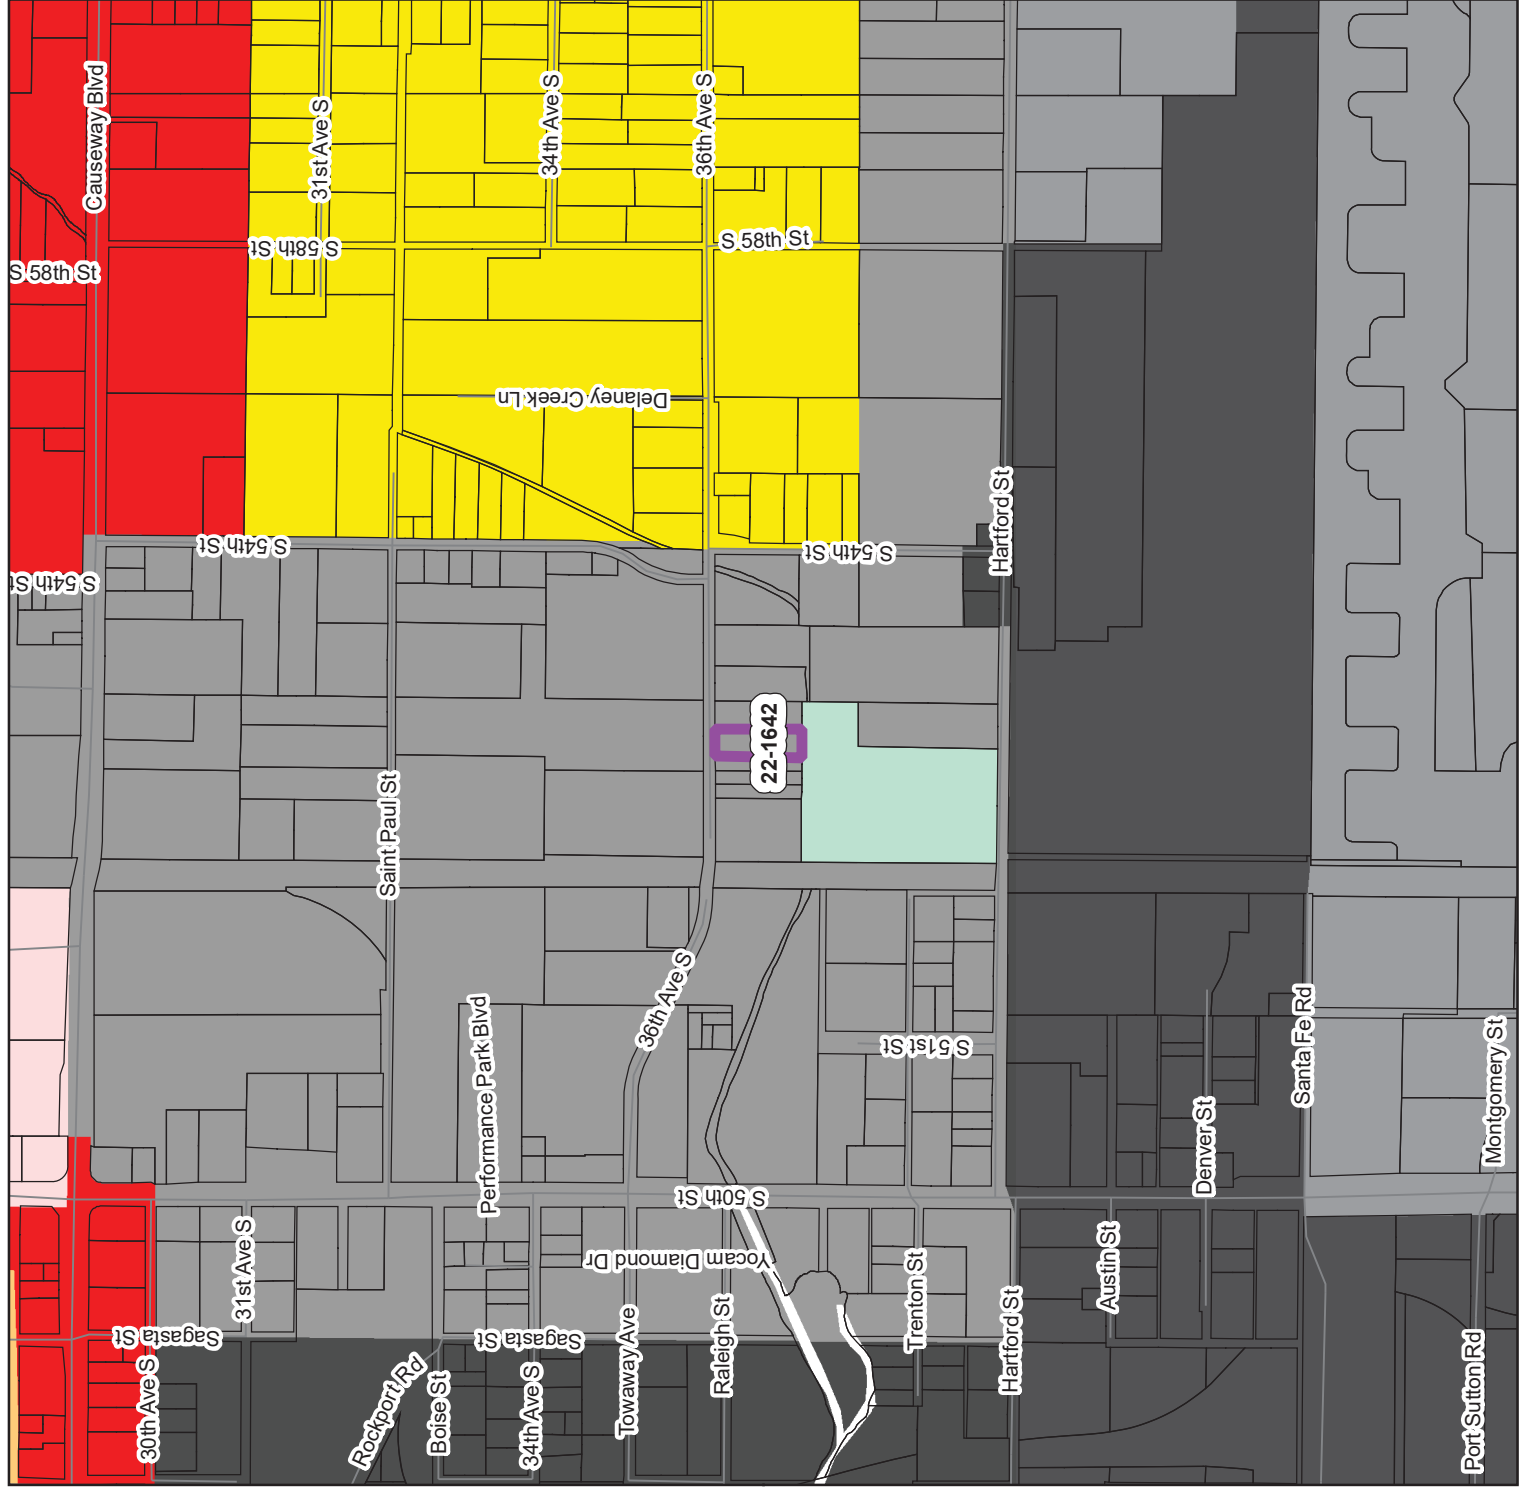 Causeway Blvd
31st Ave S
34th Ave S
36th Ave S
S 58th St
S 58th St
S 58th St
Delaney Creek Ln
Hartford St
S 54th St
S 54th St
S 54th St
22-1642
Saint Paul St
36th Ave S
Performance Park Blvd
S 51st St
Santa Fe Rd
Montgomery St
Denver St
S 50th St
Yocam Diamond Dr
31st Ave S
Austin St
Trenton St
Hartford St
Sagasta St
Sagasta St
Towaway Ave
Raleigh St
30th Ave S
Rockport Rd
Boise St
34th Ave S
Port Sutton Rd